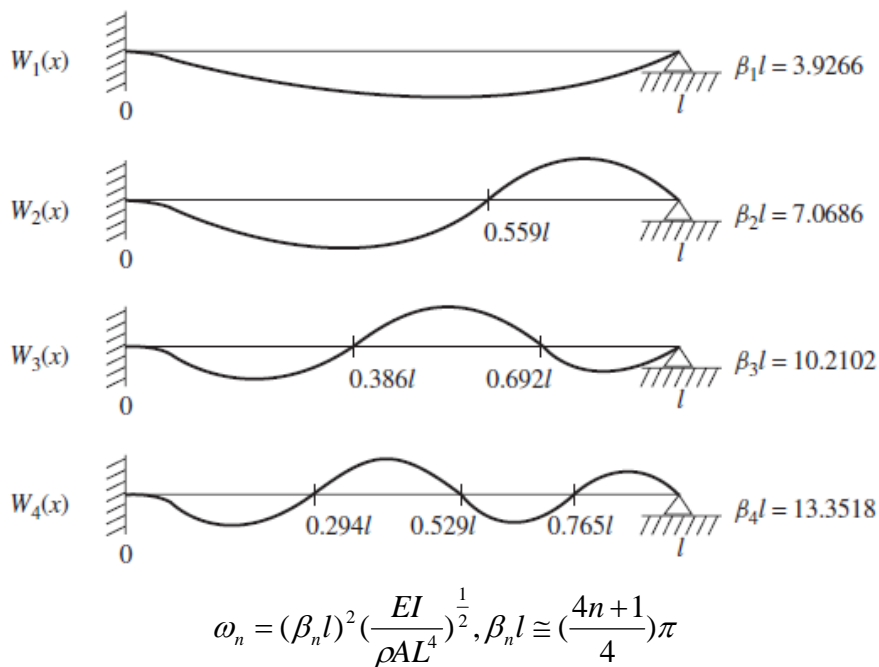 W₁(x) 0 l β₁l = 3.9266
W₂(x) 0 0.559l l β₂l = 7.0686
W₃(x) 0 0.386l 0.692l l β₃l = 10.2102
W₄(x) 0 0.294l 0.529l 0.765l l β₄l = 13.3518
ωₙ = (βₙl)² (EI/ρAL⁴)^(1/2), βₙl ≅ ((4n+1)/4)π